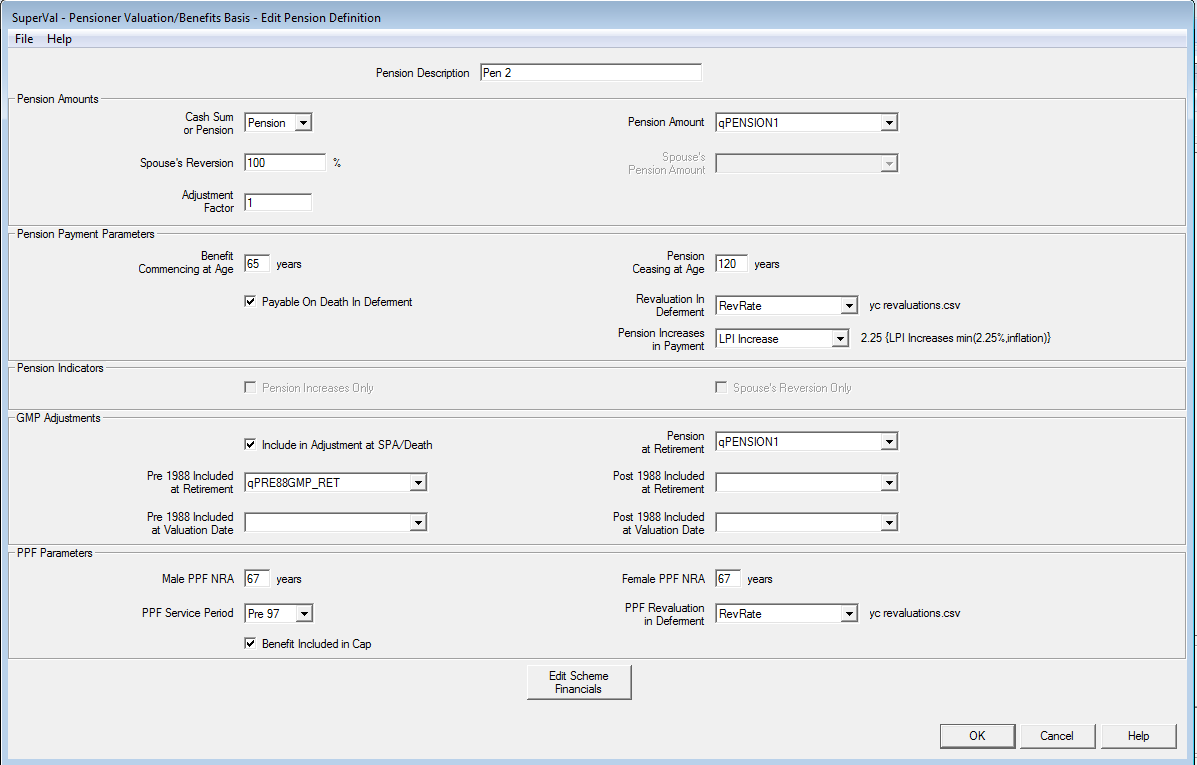 SuperVal - Pensioner Valuation/Benefits Basis - Edit Pension Definition
File Help
Pension Description Pen 2
Pension Amounts
Cash Sum
or Pension Pension
Pension Amount qPENSION1
Spouse's Reversion 100 %
Spouse's
Pension Amount
Adjustment
Factor 1
Pension Payment Parameters
Benefit
Commencing at Age 65 years
Pension
Ceasing at Age 120 years
Payable On Death In Deferment
Revaluation In
Deferment RevRate yc revaluations.csv
Pension Increases
in Payment LPI Increase 2.25 {LPI Increases min(2.25%,inflation)}
Pension Indicators
Pension Increases Only
Spouse's Reversion Only
GMP Adjustments
Include in Adjustment at SPA/Death
Pension
at Retirement qPENSION1
Pre 1988 Included
at Retirement qPRE88GMP_RET
Post 1988 Included
at Retirement
Pre 1988 Included
at Valuation Date
Post 1988 Included
at Valuation Date
PPF Parameters
Male PPF NRA 67 years
Female PPF NRA 67 years
PPF Service Period Pre 97
PPF Revaluation
in Deferment RevRate yc revaluations.csv
Benefit Included in Cap
Edit Scheme
Financials
OK Cancel Help